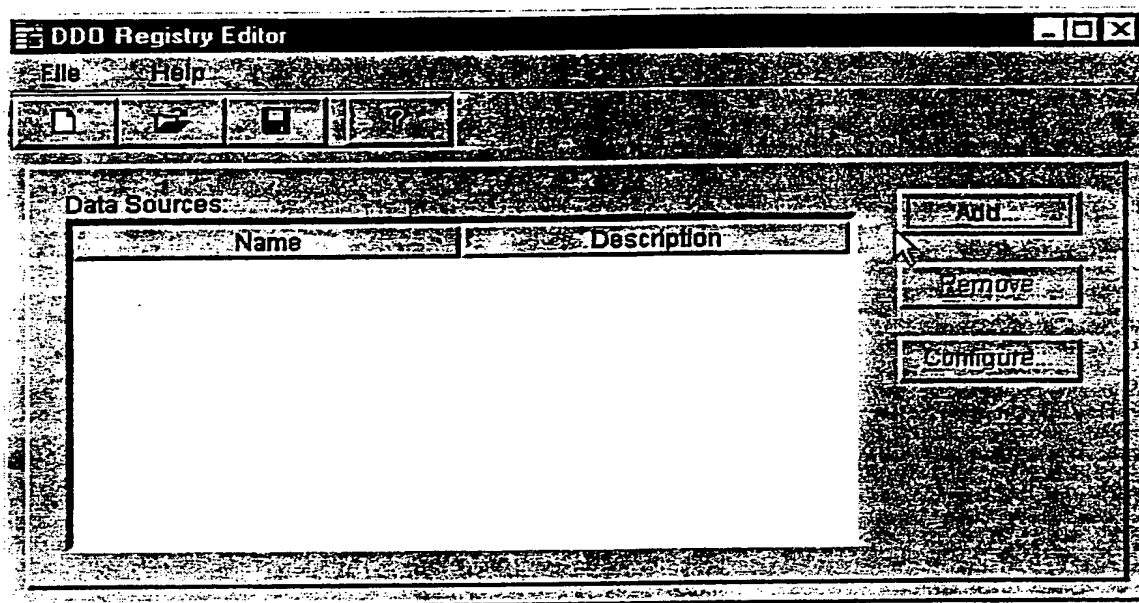 DDO Registry Editor
File Help
?
Data Sources:
Add...
Name Description
Remove
Configure...